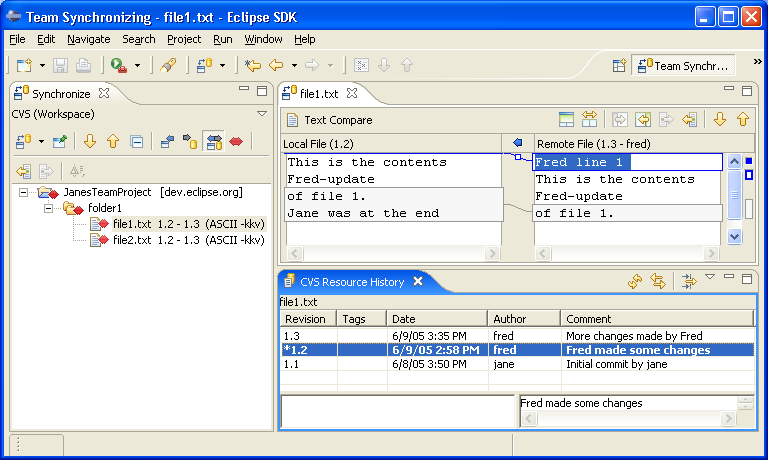 Team Synchronizing - file1.txt - Eclipse SDK
File Edit Navigate Search Project Run Window Help
Team Synchr...
Synchronize
CVS (Workspace)
JanesTeamProject [dev.eclipse.org]
folder1
file1.txt 1.2 - 1.3 (ASCII -kkv)
file2.txt 1.2 - 1.3 (ASCII -kkv)
file1.txt
Text Compare
Local File (1.2)
This is the contents
Fred-update
of file 1.
Jane was at the end
Remote File (1.3 - fred)
Fred line 1
This is the contents
Fred-update
of file 1.
CVS Resource History
file1.txt
Revision Tags Date Author Comment
1.3 6/9/05 3:35 PM fred More changes made by Fred
*1.2 6/9/05 2:58 PM fred Fred made some changes
1.1 6/8/05 3:50 PM jane Initial commit by jane
Fred made some changes